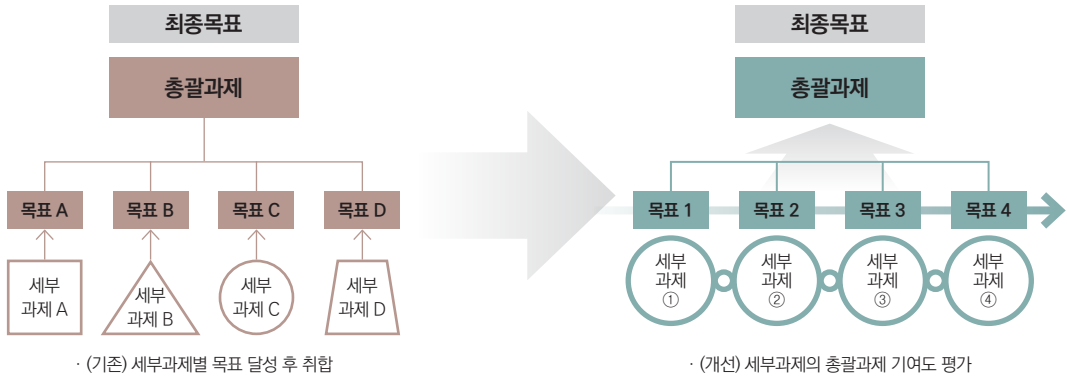 최종목표
총괄과제
목표 A
목표 B
목표 C
목표 D
세부
과제 A
세부
과제 B
세부
과제 C
세부
과제 D
· (기존) 세부과제별 목표 달성 후 취합
최종목표
총괄과제
목표 1
목표 2
목표 3
목표 4
세부
과제
①
세부
과제
②
세부
과제
③
세부
과제
④
· (개선) 세부과제의 총괄과제 기여도 평가